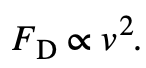 F_D ∝ v².